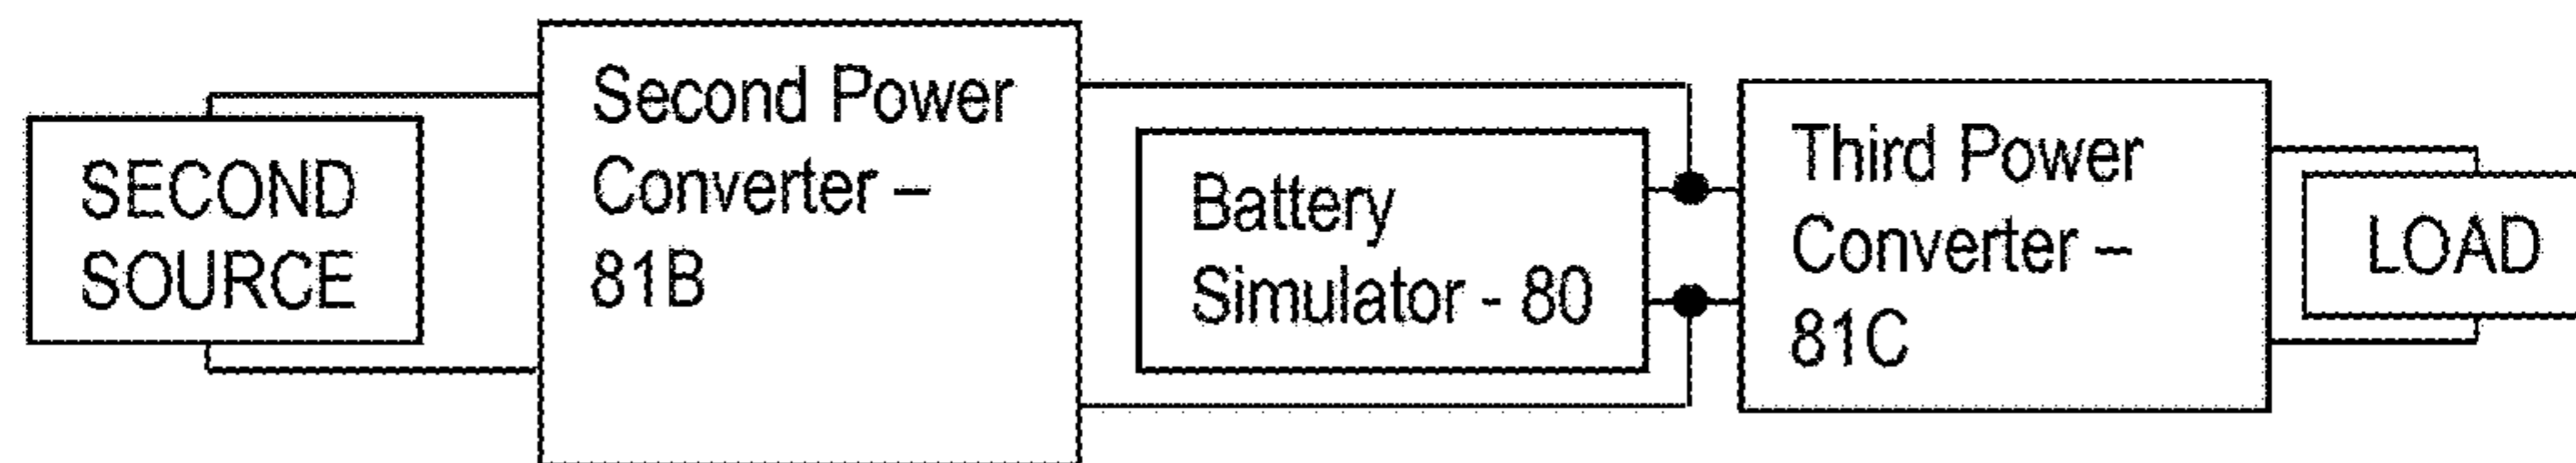 SECOND
SOURCE
Second Power
Converter –
81B
Battery
Simulator - 80
Third Power
Converter –
81C
LOAD